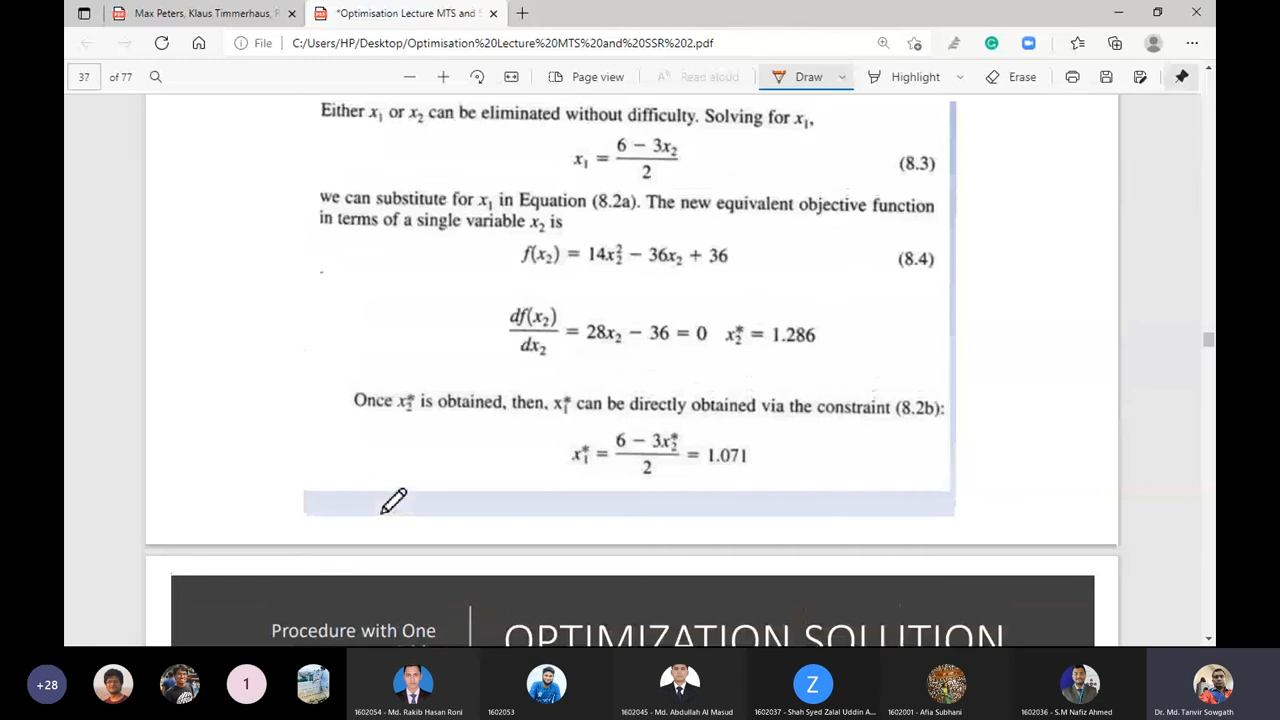 Max Peters, Klaus Timmerhaus, P
*Optimisation Lecture MTS and S
File
C:/Users/HP/Desktop/Optimisation%20Lecture%20MTS%20and%20SSR%202.pdf
37 of 77
Page view
Read aloud
Draw
Highlight
Erase
Either x₁ or x₂ can be eliminated without difficulty. Solving for x₁,
x₁ = (6 − 3x₂)/2 (8.3)
we can substitute for x₁ in Equation (8.2a). The new equivalent objective function
in terms of a single variable x₂ is
f(x₂) = 14x₂² − 36x₂ + 36 (8.4)
df(x₂)/dx₂ = 28x₂ − 36 = 0 x₂* = 1.286
Once x₂* is obtained, then, x₁* can be directly obtained via the constraint (8.2b):
x₁* = (6 − 3x₂*)/2 = 1.071
Procedure with One
OPTIMIZATION SOLUTION
+28
1
Z
1602054 - Md. Rakib Hasan Roni
1602053
1602045 - Md. Abdullah Al Masud
1602037 - Shah Syed Zalal Uddin A...
1602001 - Afia Subhani
1602036 - S.M Nafiz Ahmed
Dr. Md. Tanvir Sowgath